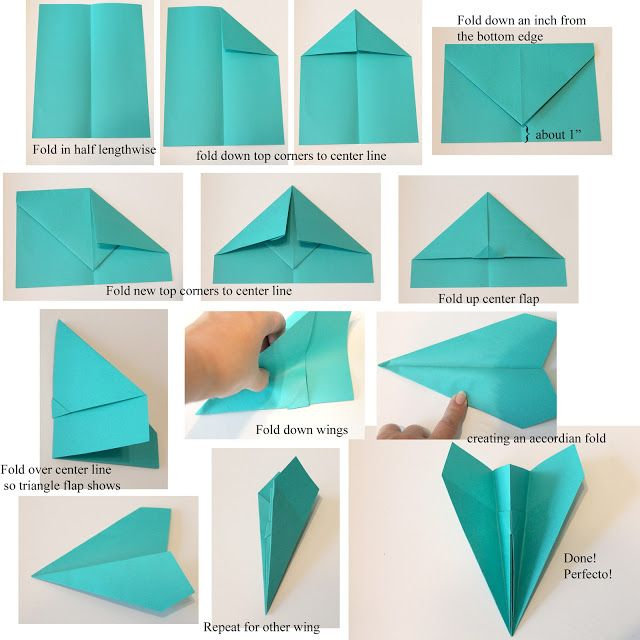 Fold in half lengthwise
fold down top corners to center line
Fold down an inch from
the bottom edge
} about 1”
Fold new top corners to center line
Fold up center flap
Fold over center line
so triangle flap shows
Fold down wings
creating an accordian fold
Repeat for other wing
Done!
Perfecto!